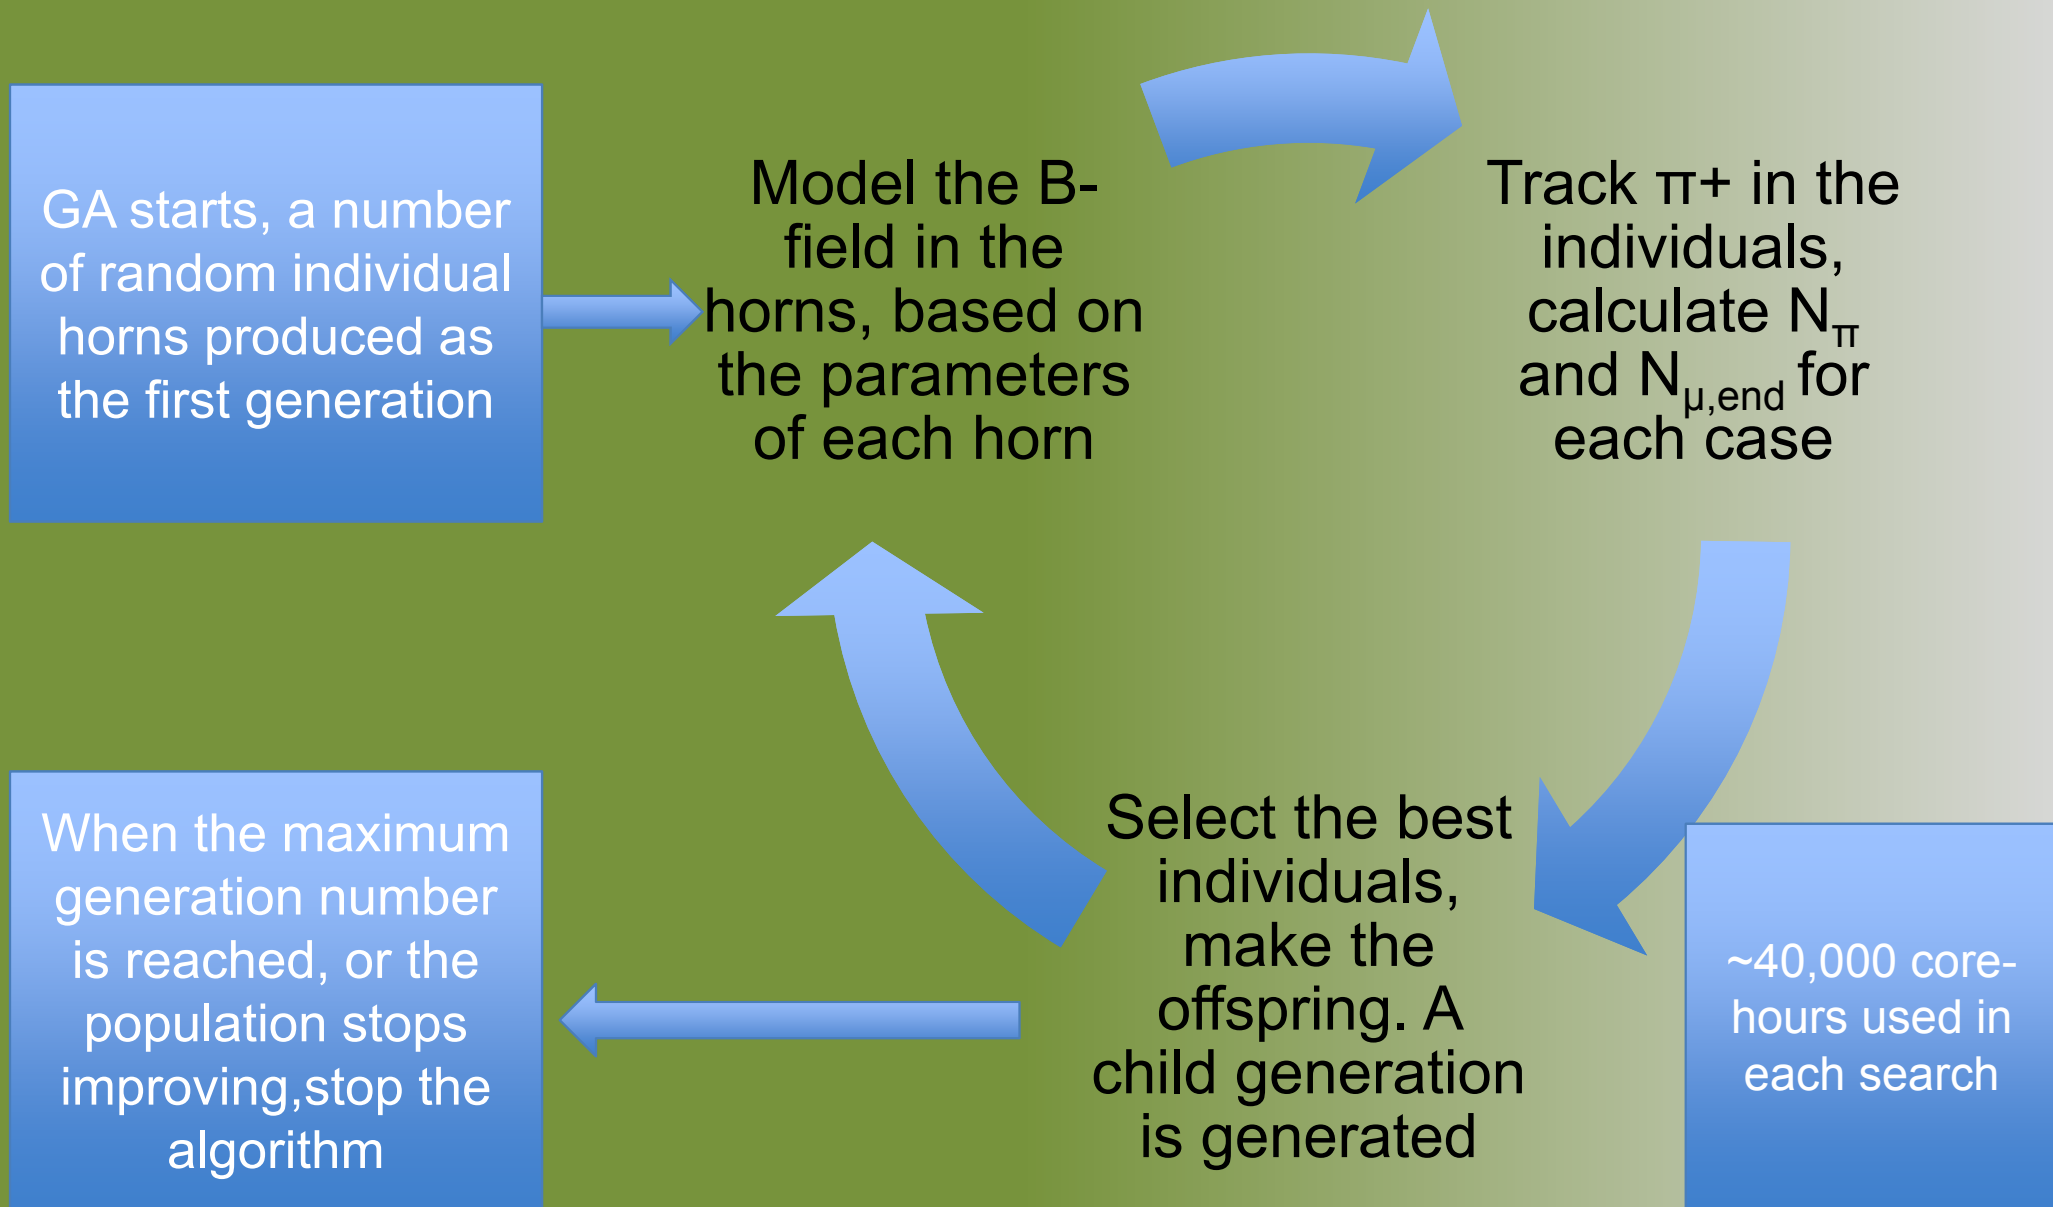 GA starts, a number
of random individual
horns produced as
the first generation
Model the B-
field in the
horns, based on
the parameters
of each horn
Track π+ in the
individuals,
calculate Nπ
and Nμ,end for
each case
Select the best
individuals,
make the
offspring. A
child generation
is generated
When the maximum
generation number
is reached, or the
population stops
improving,stop the
algorithm
~40,000 core-
hours used in
each search